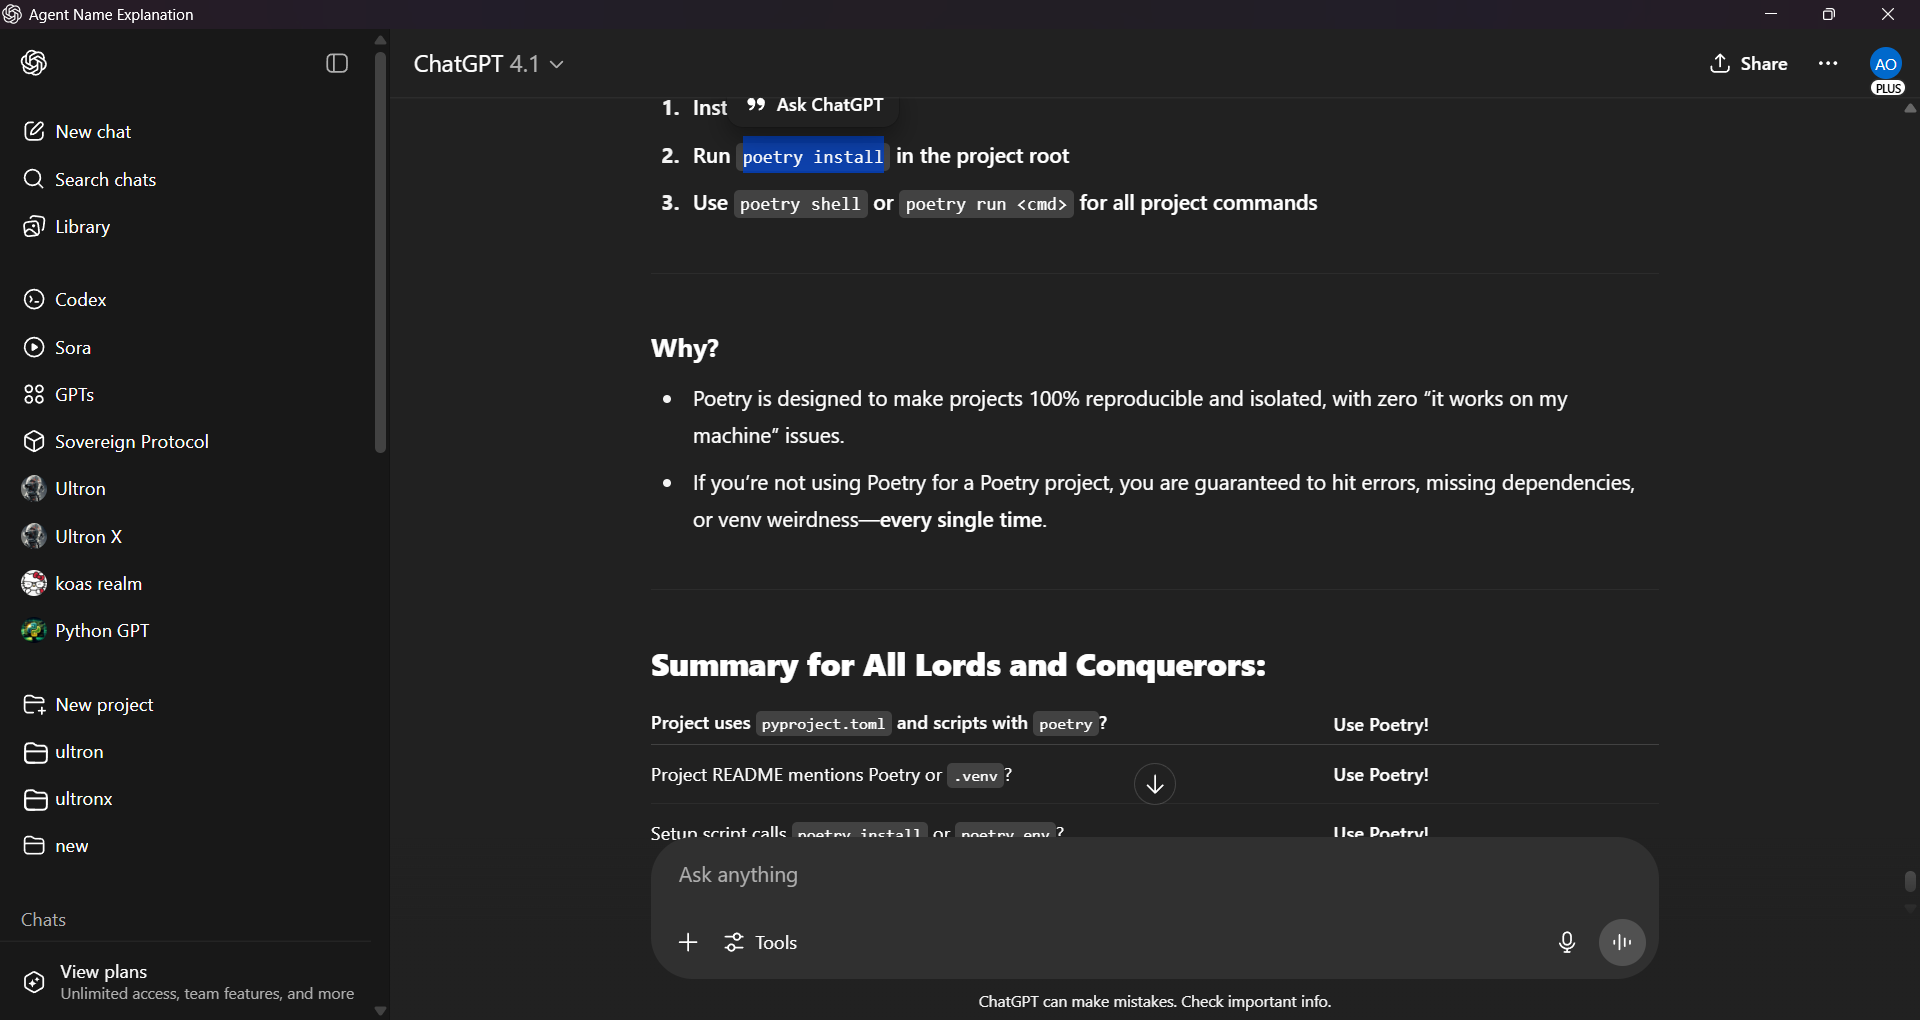 Agent Name Explanation
ChatGPT 4.1
Share
AO
PLUS
New chat
Search chats
Library
Codex
Sora
GPTs
Sovereign Protocol
Ultron
Ultron X
koas realm
Python GPT
New project
ultron
ultronx
new
Chats
View plans
Unlimited access, team features, and more
1. Inst
Ask ChatGPT
2. Run poetry install in the project root
3. Use poetry shell or poetry run <cmd> for all project commands
Why?
• Poetry is designed to make projects 100% reproducible and isolated, with zero “it works on my
machine” issues.
• If you’re not using Poetry for a Poetry project, you are guaranteed to hit errors, missing dependencies,
or venv weirdness—every single time.
Summary for All Lords and Conquerors:
Project uses pyproject.toml and scripts with poetry? Use Poetry!
Project README mentions Poetry or .venv? Use Poetry!
Setup script calls poetry install or poetry env? Use Poetry!
Ask anything
Tools
ChatGPT can make mistakes. Check important info.